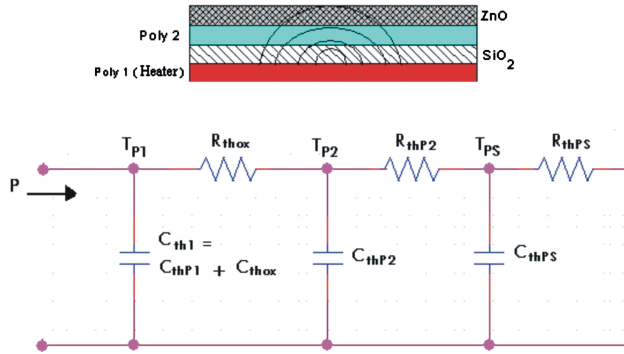 ZnO
Poly 2
SiO2
Poly 1 (Heater)
TP1
Rthox
TP2
RthP2
TPS
RthPS
P
Cth1 =
CthP1 + Cthox
CthP2
CthPS